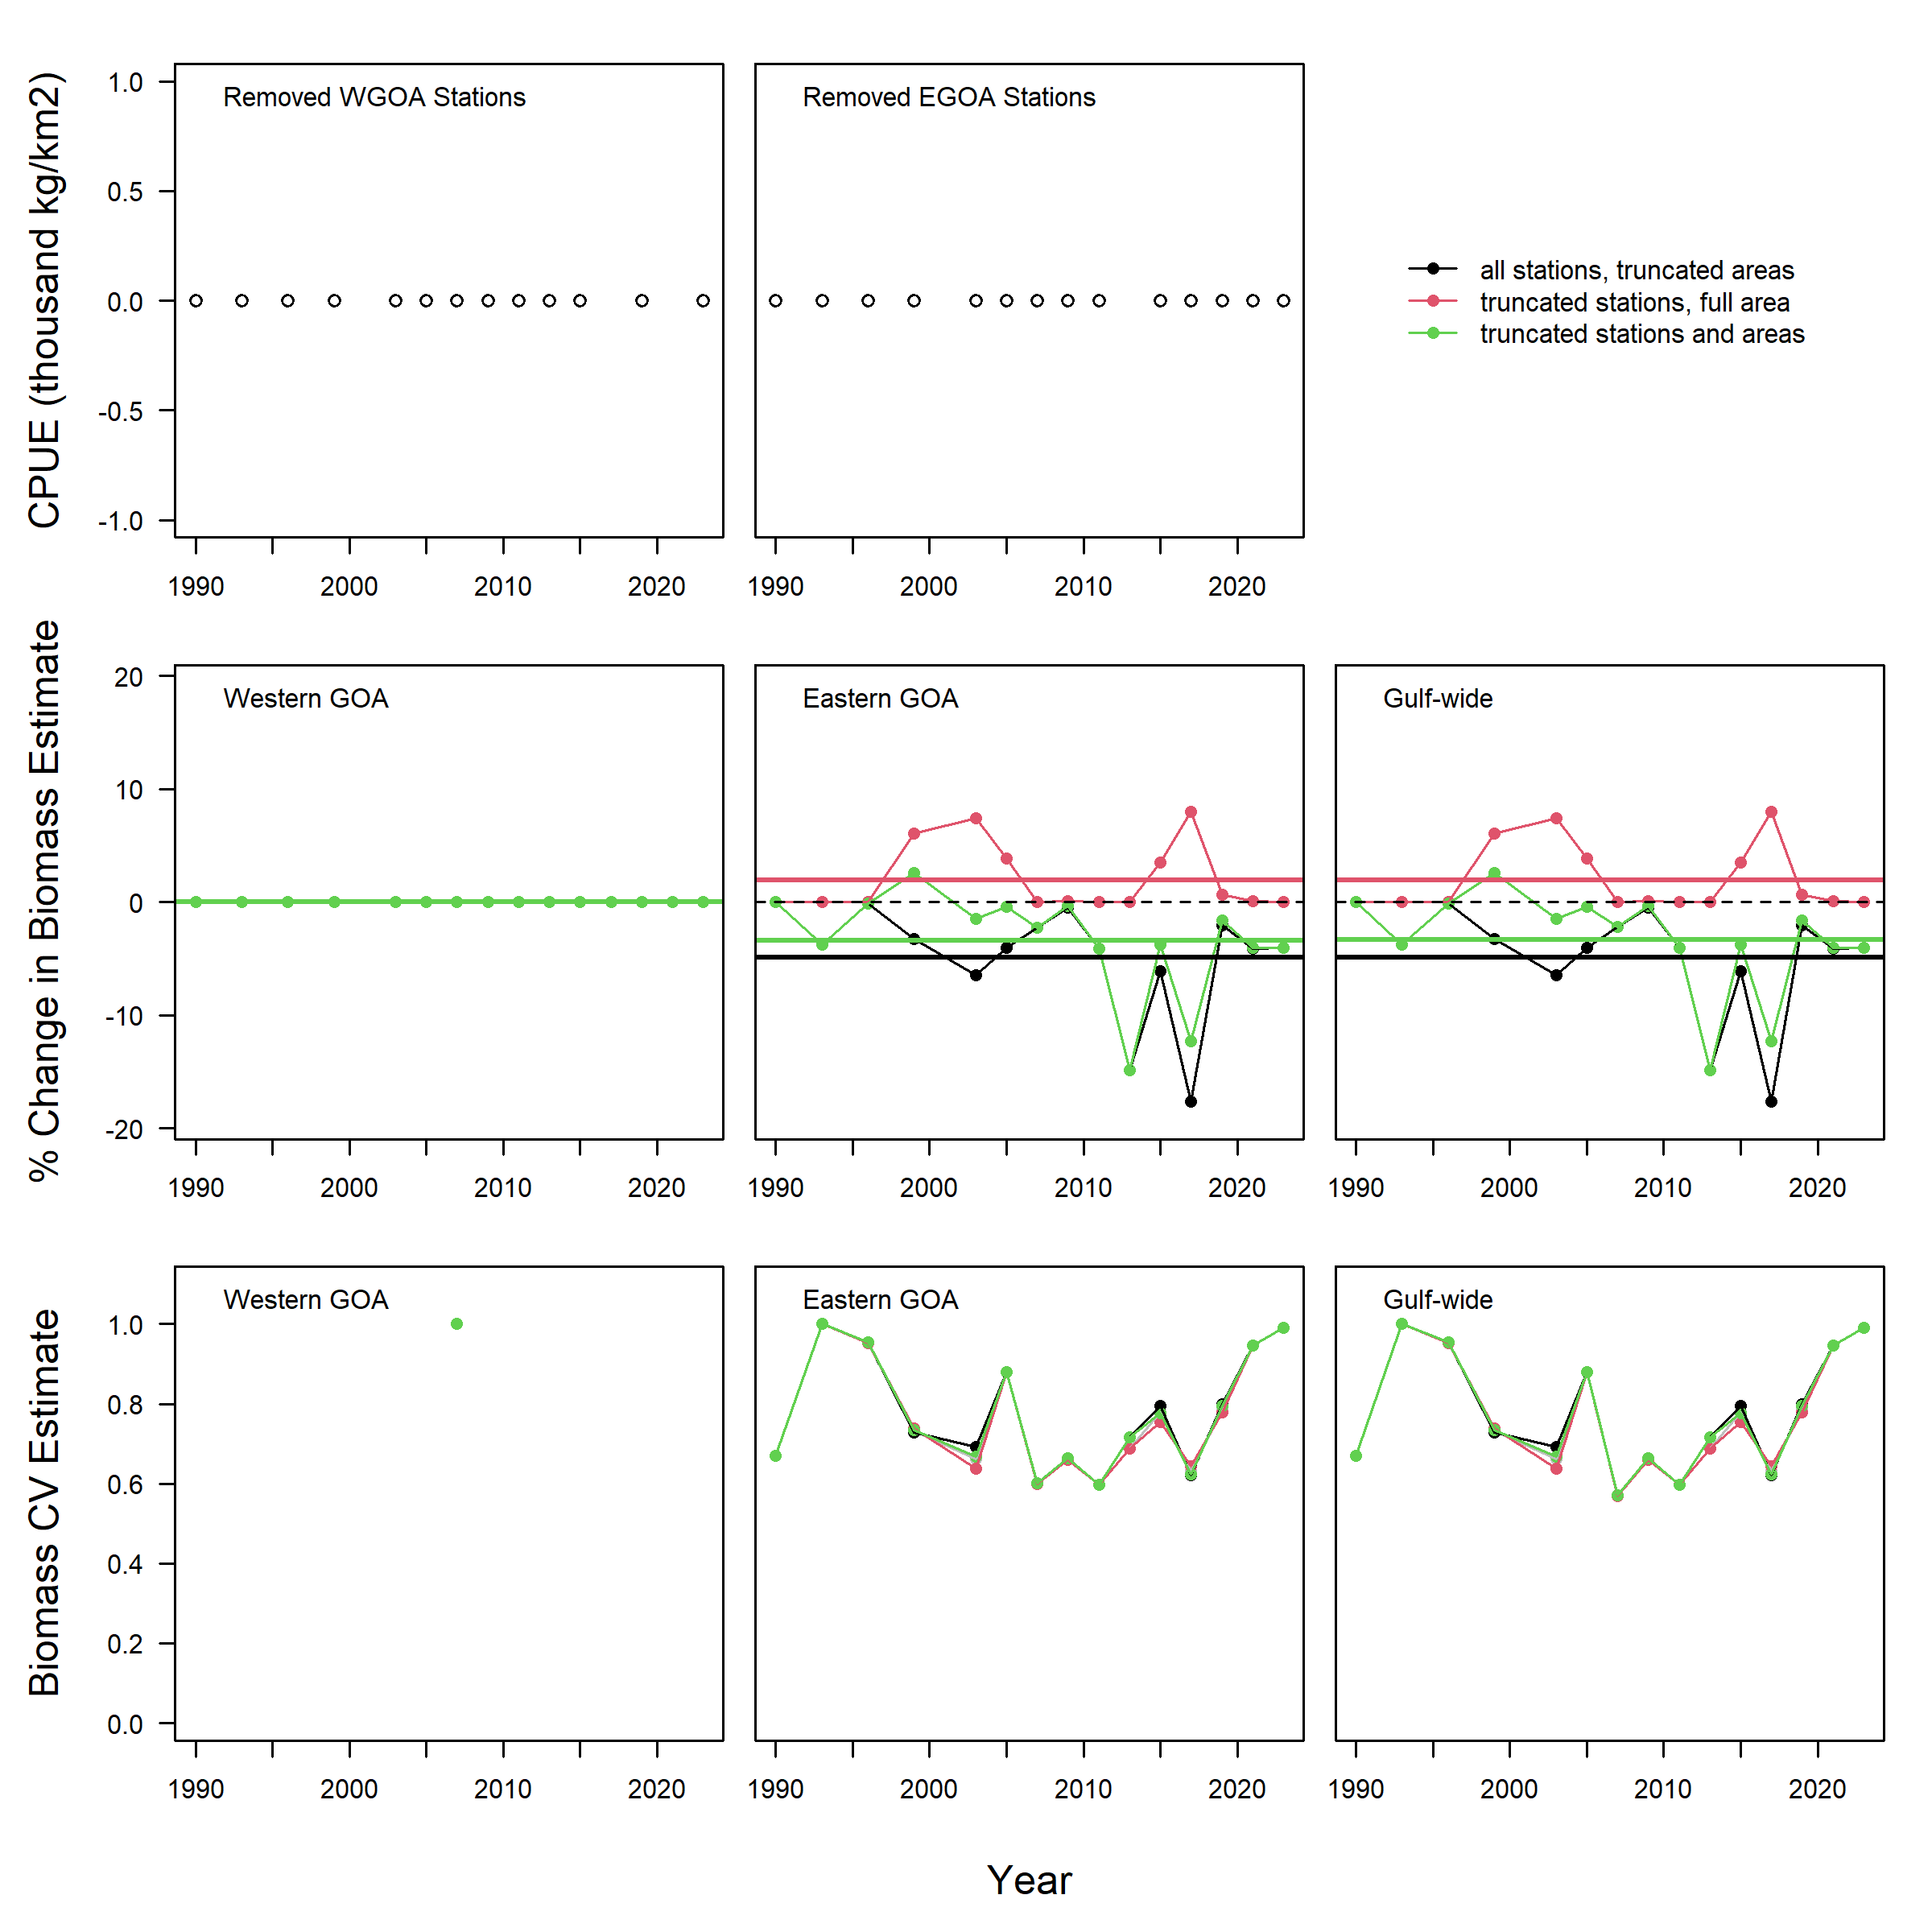 CPUE (thousand kg/km2)
1.0
0.5
0.0
-0.5
-1.0
Removed WGOA Stations
1990 2000 2010 2020
Removed EGOA Stations
1990 2000 2010 2020
all stations, truncated areas
truncated stations, full area
truncated stations and areas
% Change in Biomass Estimate
20
10
0
-10
-20
Western GOA
1990 2000 2010 2020
Eastern GOA
1990 2000 2010 2020
Gulf-wide
1990 2000 2010 2020
Biomass CV Estimate
1.0
0.8
0.6
0.4
0.2
0.0
Western GOA
1990 2000 2010 2020
Eastern GOA
1990 2000 2010 2020
Gulf-wide
1990 2000 2010 2020
Year